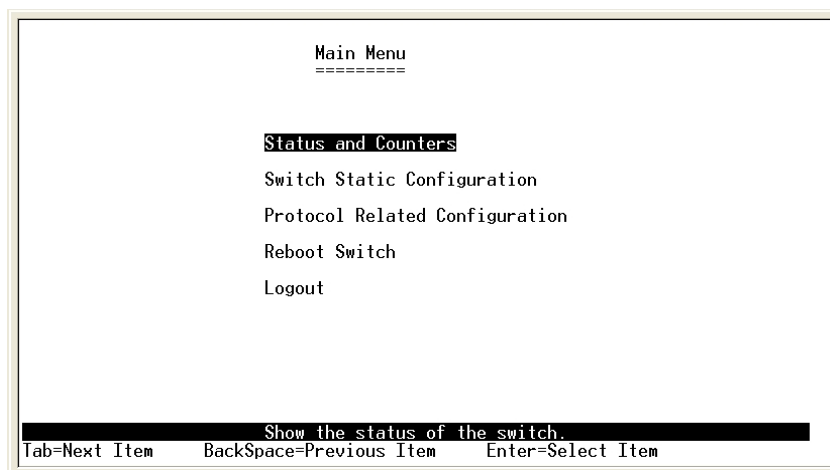 Main Menu
=========
Status and Counters
Switch Static Configuration
Protocol Related Configuration
Reboot Switch
Logout
Show the status of the switch.
Tab=Next Item BackSpace=Previous Item Enter=Select Item